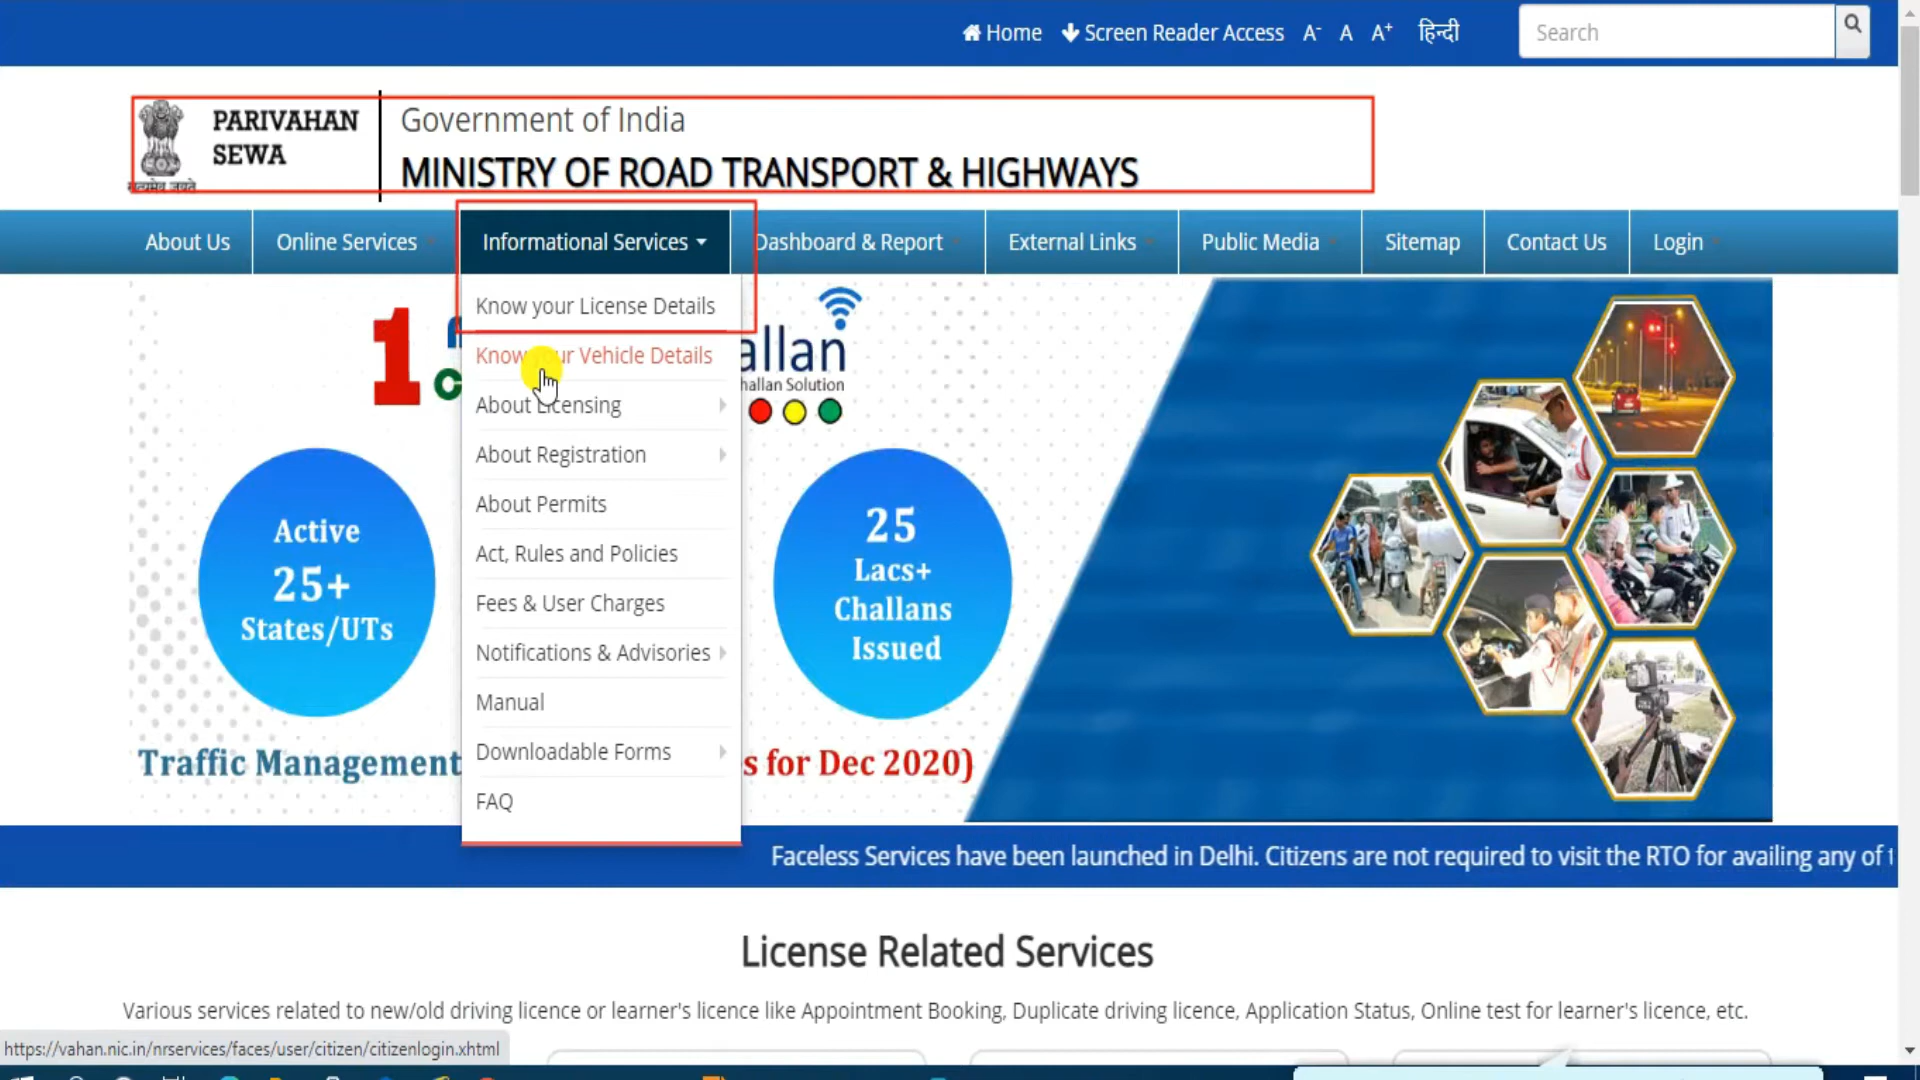 Home Screen Reader Access A- A A+ हिन्दी Search
PARIVAHAN
SEWA
सत्यमेव जयते
Government of India
MINISTRY OF ROAD TRANSPORT & HIGHWAYS
About Us Online Services Informational Services Dashboard & Report External Links Public Media Sitemap Contact Us Login
Know your License Details
Know your Vehicle Details
About Licensing
About Registration
About Permits
Act, Rules and Policies
Fees & User Charges
Notifications & Advisories
Manual
Downloadable Forms
FAQ
1
allan
hallan Solution
Active
25+
States/UTs
25
Lacs+
Challans
Issued
Traffic Management
s for Dec 2020)
Faceless Services have been launched in Delhi. Citizens are not required to visit the RTO for availing any of
License Related Services
Various services related to new/old driving licence or learner's licence like Appointment Booking, Duplicate driving licence, Application Status, Online test for learner's licence, etc.
https://vahan.nic.in/nrservices/faces/user/citizen/citizenlogin.xhtml